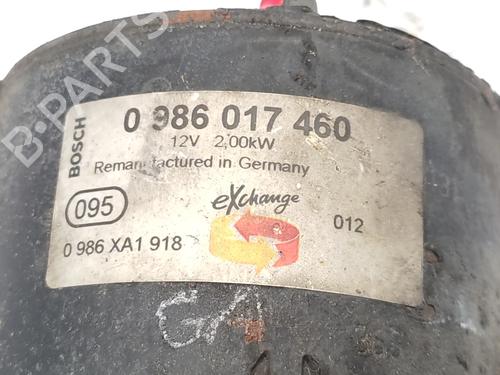 B-PARTS
BOSCH
0 986 017 460
12V 2,00kW
Remanufactured in Germany
095
eXchange
012
0 986 XA1 918
GA